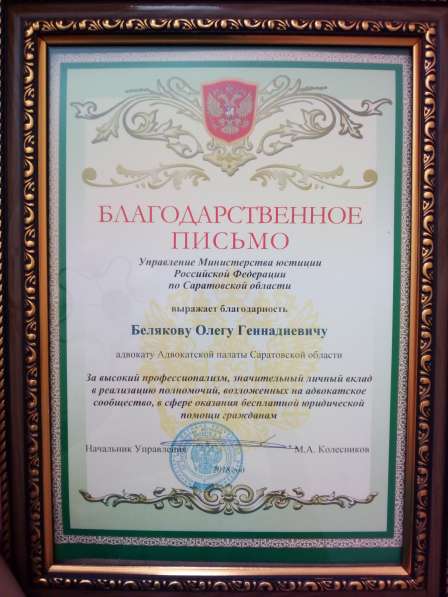 БЛАГОДАРСТВЕННОЕ
ПИСЬМО
Управление Министерства юстиции
Российской Федерации
по Саратовской области
выражает благодарность
Белякову Олегу Геннадиевичу
адвокату Адвокатской палаты Саратовской области
За высокий профессионализм, значительный личный вклад
в реализацию полномочий, возложенных на адвокатское
сообщество, в сфере оказания бесплатной юридической
помощи гражданам
Начальник Управления М.А. Колесников
2018 год